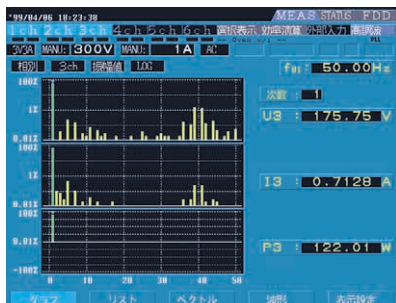 '99/04/06 18:23:38 MEAS STATUS FDD
1ch 2ch 3ch 4ch 5ch 6ch 選択表示 効率演算 外部入力 高調波
3V3A MANU: 300V MANU: 1A AC PLL
相別 3ch 振幅値 LOG
fU1: 50.00Hz
100%
1%
0.01%
100%
1%
0.01%
100%
0.01%
-100%
0 10 20 30 40 50
次数 : 1
U3 : 175.75 V
I3 : 0.7128 A
P3 : 122.01 W
グラフ リスト ベクトル 波形 表示設定